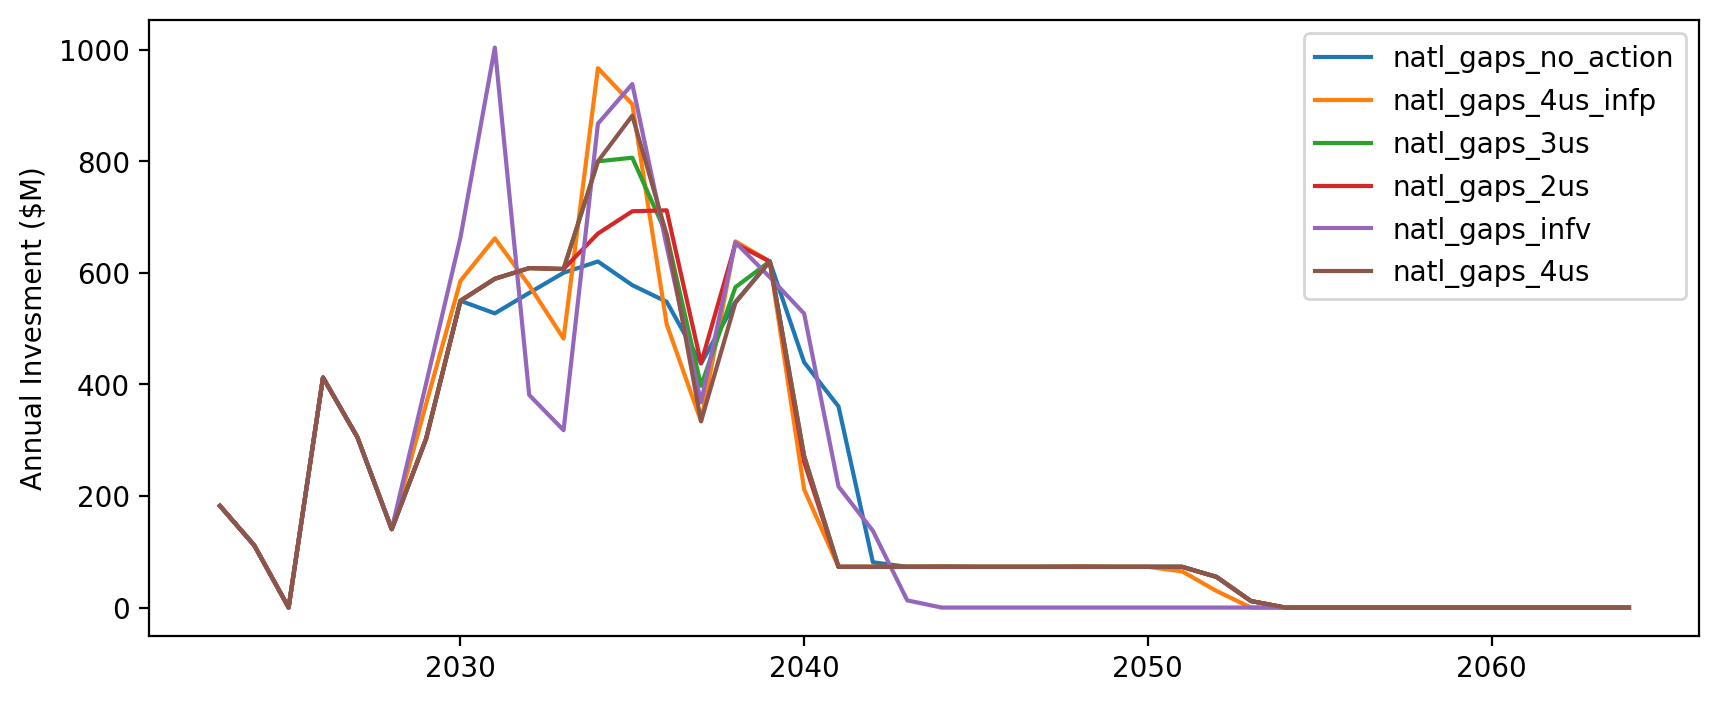 1000
800
600
400
200
0
Annual Invesment ($M)
2030
2040
2050
2060
natl_gaps_no_action
natl_gaps_4us_infp
natl_gaps_3us
natl_gaps_2us
natl_gaps_infv
natl_gaps_4us